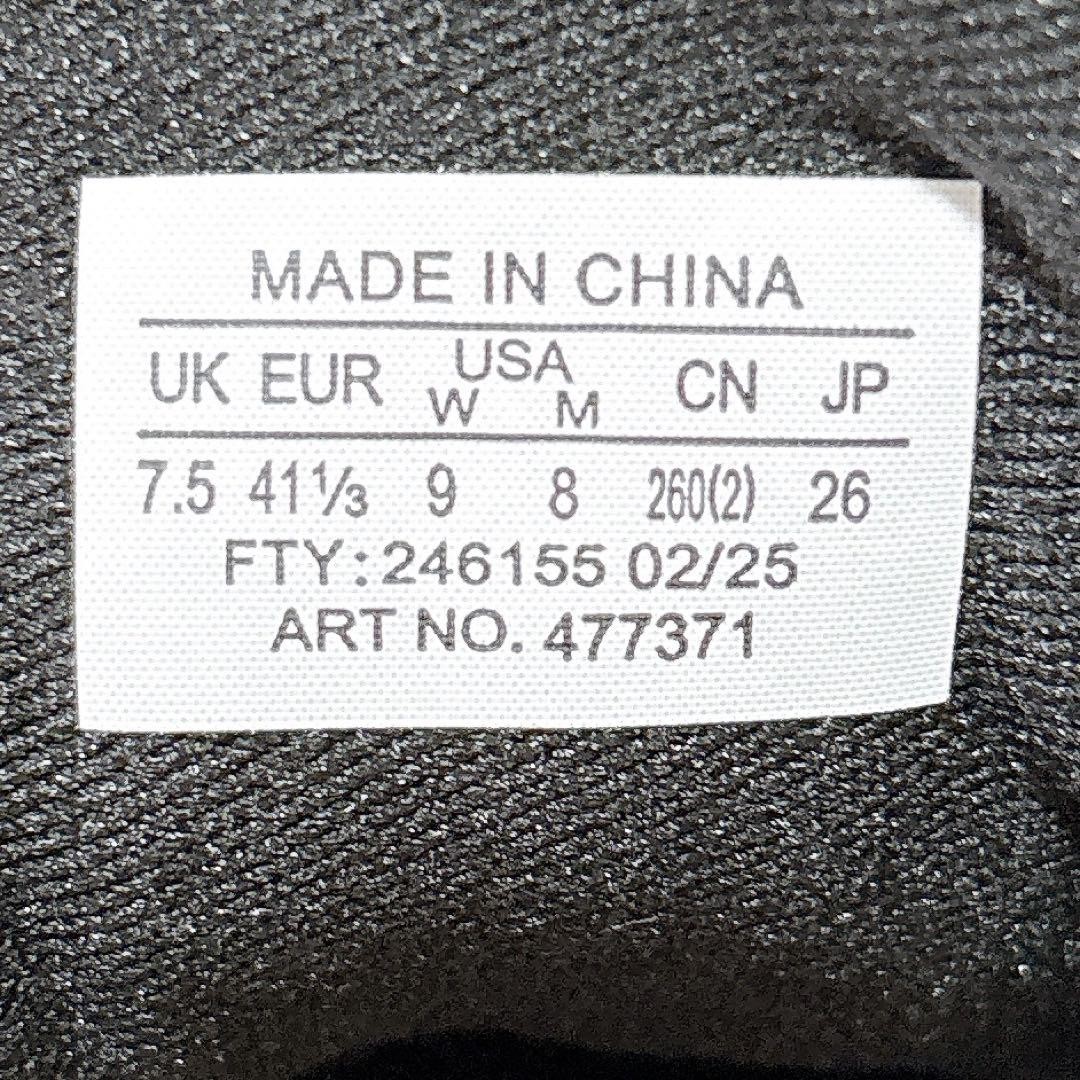 MADE IN CHINA
UK EUR USA CN JP
W M
7.5 41⅓ 9 8 260(2) 26
FTY: 246155 02/25
ART NO. 477371